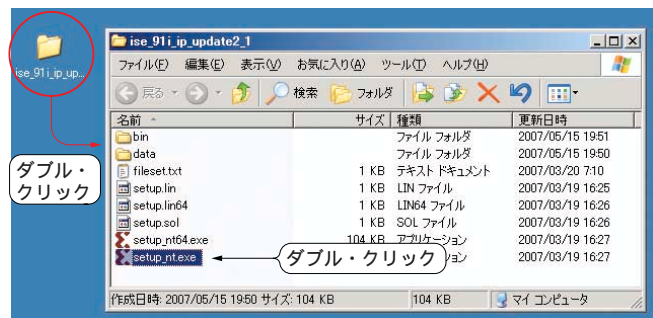 ise_91i_ip_up...
ダブル・
クリック
ise_91i_ip_update2_1
ファイル(F) 編集(E) 表示(V) お気に入り(A) ツール(T) ヘルプ(H)
戻る 検索 フォルダ
名前 サイズ 種類 更新日時
bin ファイル フォルダ 2007/05/15 19:51
data ファイル フォルダ 2007/05/15 19:50
fileset.txt 1 KB テキスト ドキュメント 2007/03/20 7:10
setup.lin 1 KB LIN ファイル 2007/03/19 16:25
setup.lin64 1 KB LIN64 ファイル 2007/03/19 16:26
setup.sol 1 KB SOL ファイル 2007/03/19 16:26
setup_nt64.exe 104 KB アプリケーション 2007/03/19 16:27
setup_nt.exe ダブル・クリック 2007/03/19 16:27
作成日時: 2007/05/15 19:50 サイズ: 104 KB 104 KB マイ コンピュータ